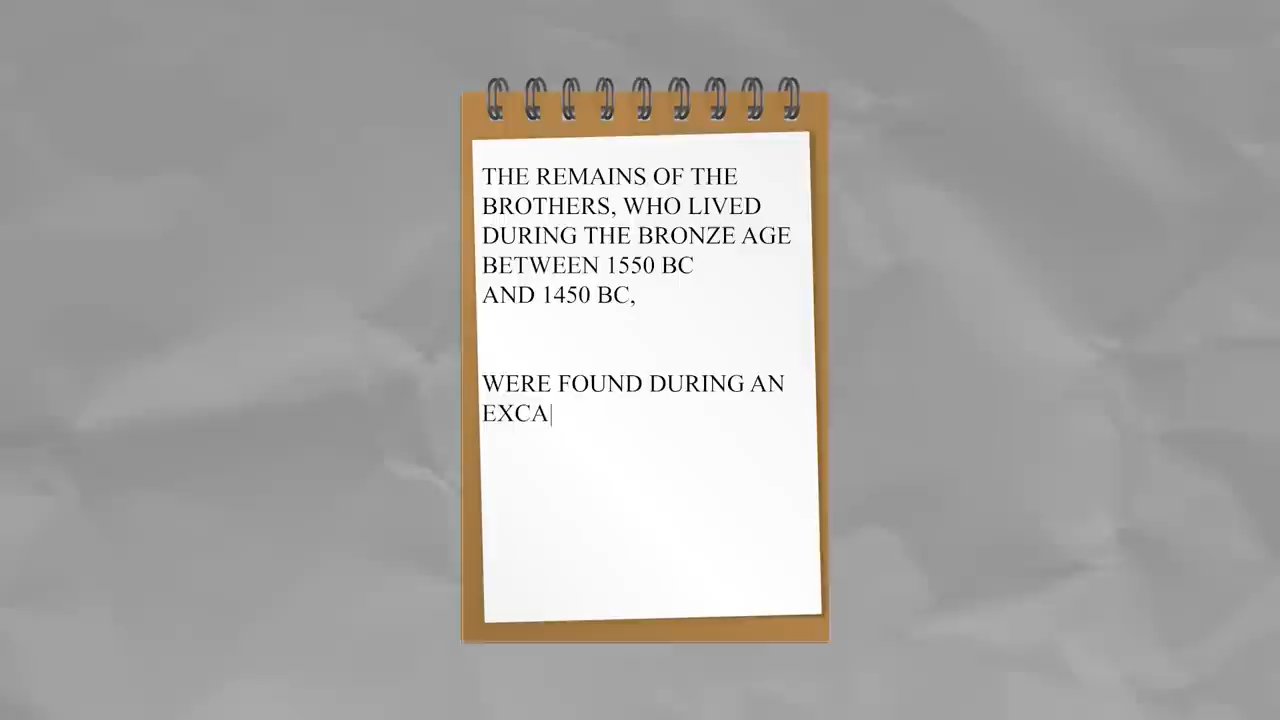 THE REMAINS OF THE
BROTHERS, WHO LIVED
DURING THE BRONZE AGE
BETWEEN 1550 BC
AND 1450 BC,
WERE FOUND DURING AN
EXCA